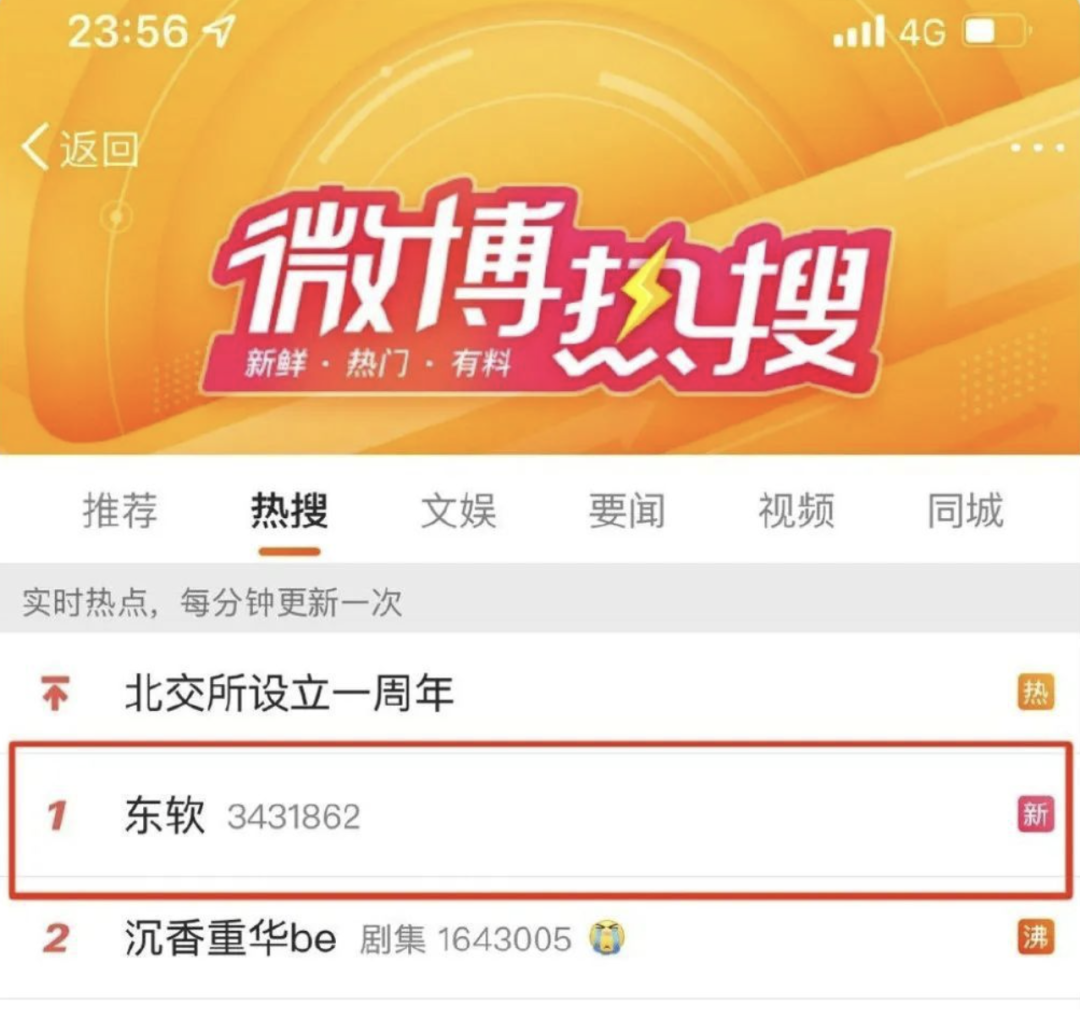 23:56 4G
返回
微博热搜
新鲜·热门·有料
推荐 热搜 文娱 要闻 视频 同城
实时热点，每分钟更新一次
北交所设立一周年 热
1 东软 3431862 新
2 沉香重华be 剧集 1643005 沸